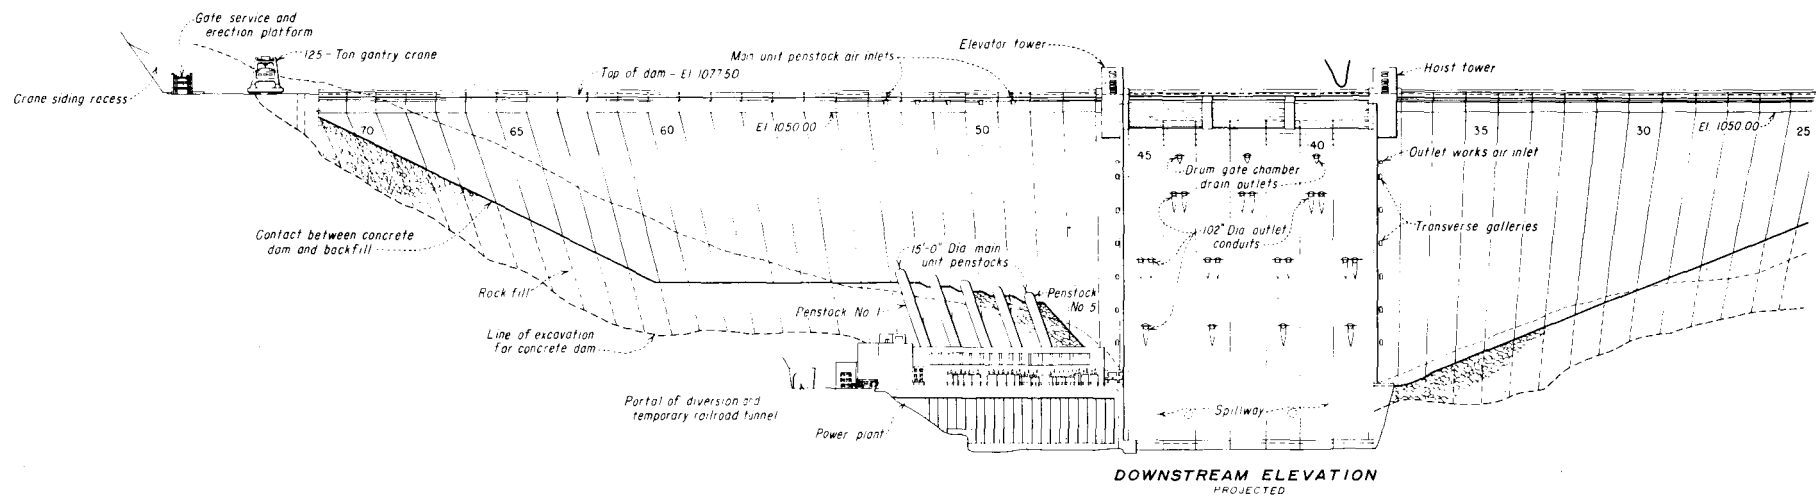 Gate service and
erection platform
125-Ton gantry crane
Crane siding recess
Top of dam - El. 1077.50
Main unit penstock air inlets
Elevator tower
Hoist tower
70
65
60
El. 1050.00
50
45
40
35
30
El. 1050.00
25
Outlet works air inlet
Drum gate chamber
drain outlets
Transverse galleries
102" Dia outlet
conduits
Contact between concrete
dam and backfill
15'-0" Dia main
unit penstocks
Rock fill
Penstock No 1
Penstock
No 5
Line of excavation
for concrete dam
Portal of diversion and
temporary railroad tunnel
Power plant
Spillway
DOWNSTREAM ELEVATION
PROJECTED